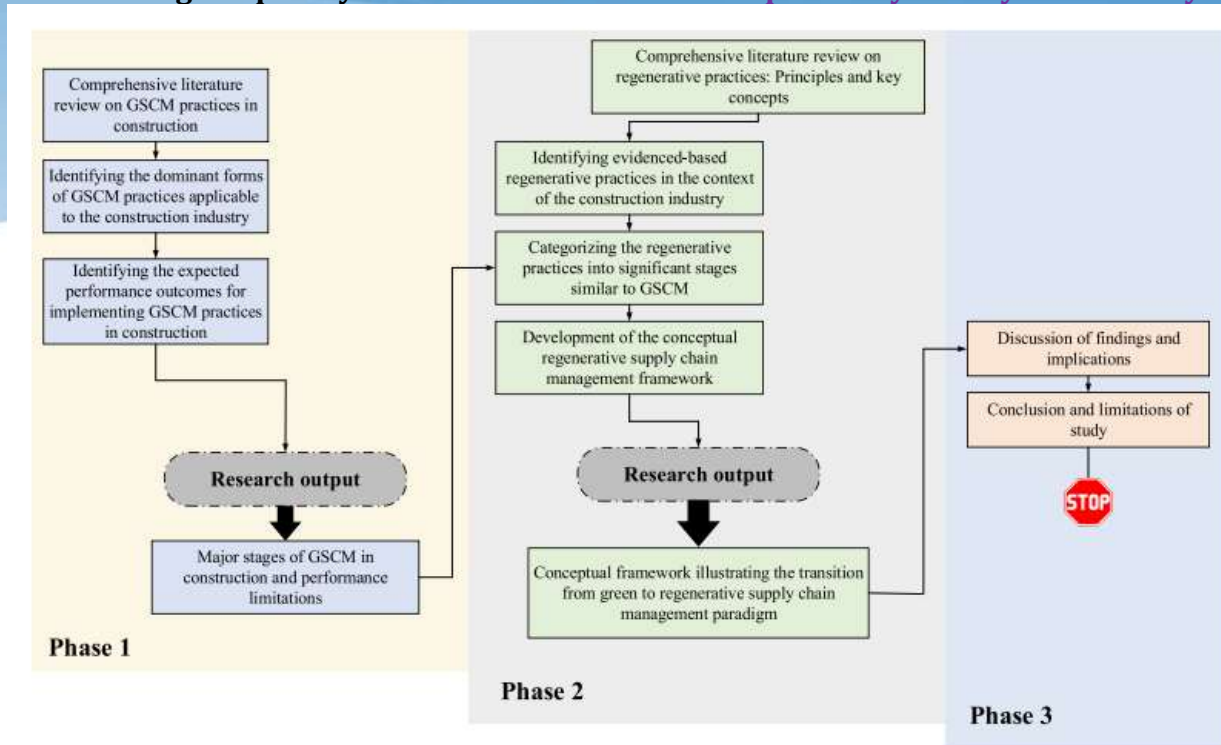 Comprehensive literature
review on GSCM practices in
construction
Identifying the dominant forms
of GSCM practices applicable
to the construction industry
Identifying the expected
performance outcomes for
implementing GSCM practices
in construction
Research output
Major stages of GSCM in
construction and performance
limitations
Phase 1
Comprehensive literature review on
regenerative practices: Principles and key
concepts
Identifying evidenced-based
regenerative practices in the context
of the construction industry
Categorizing the regenerative
practices into significant stages
similar to GSCM
Development of the conceptual
regenerative supply chain
management framework
Research output
Conceptual framework illustrating the transition
from green to regenerative supply chain
management paradigm
Phase 2
Discussion of findings and
implications
Conclusion and limitations of
study
STOP
Phase 3